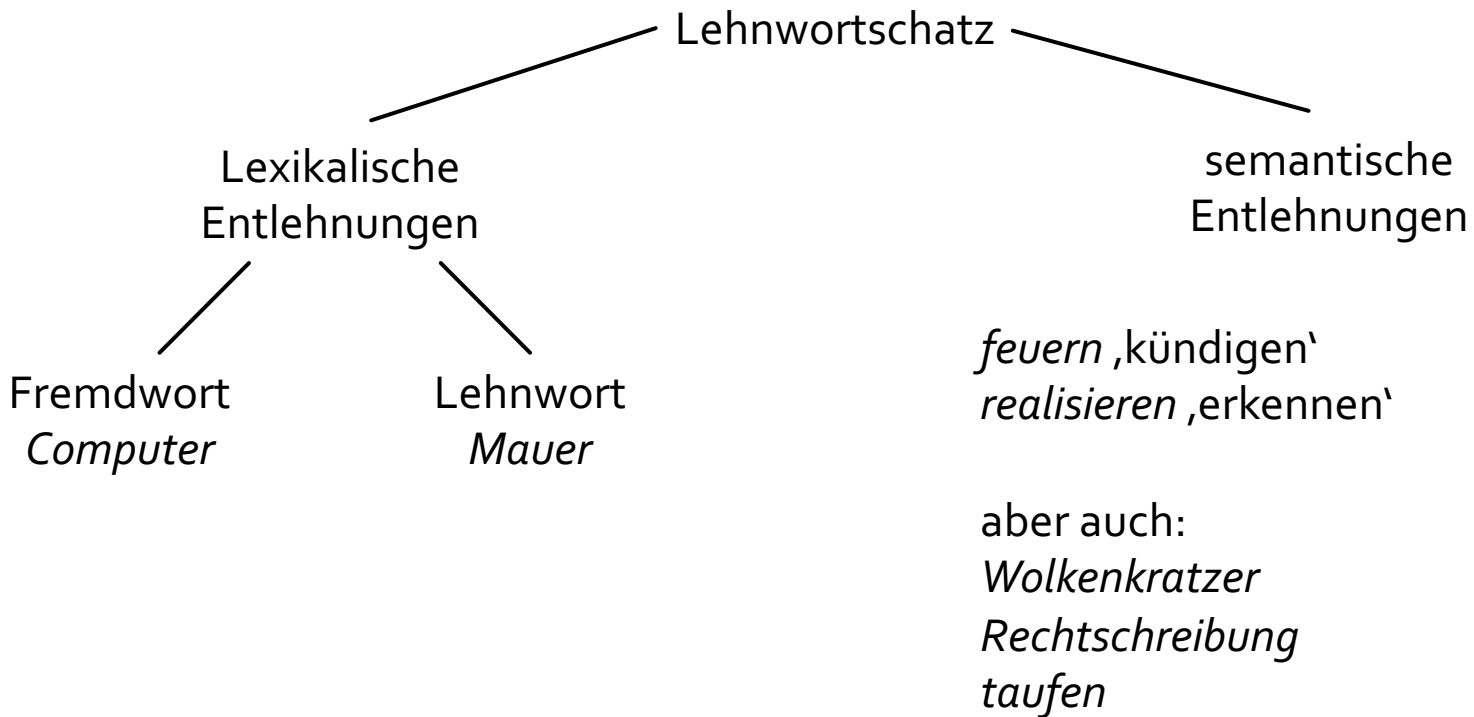 Lehnwortschatz
Lexikalische
Entlehnungen
semantische
Entlehnungen
Fremdwort
Computer
Lehnwort
Mauer
feuern ‚kündigen‘
realisieren ‚erkennen‘
aber auch:
Wolkenkratzer
Rechtschreibung
taufen